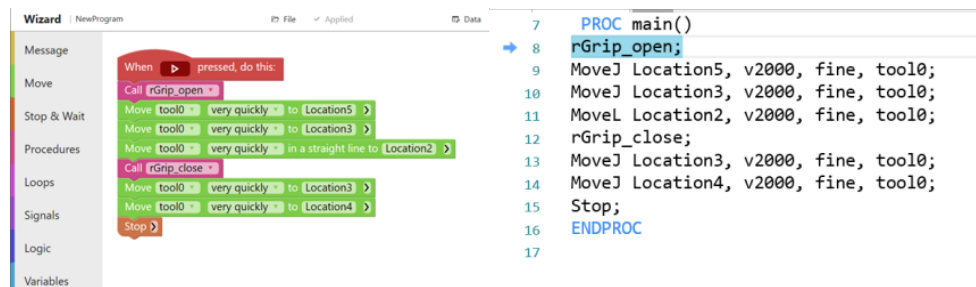 Wizard NewProgram File ✓ Applied Data
Message
Move
Stop & Wait
Procedures
Loops
Signals
Logic
Variables
When pressed, do this:
Call rGrip_open
Move tool0 very quickly to Location5
Move tool0 very quickly to Location3
Move tool0 very quickly in a straight line to Location2
Call rGrip_close
Move tool0 very quickly to Location3
Move tool0 very quickly to Location4
Stop
7 PROC main()
8 rGrip_open;
9 MoveJ Location5, v2000, fine, tool0;
10 MoveJ Location3, v2000, fine, tool0;
11 MoveL Location2, v2000, fine, tool0;
12 rGrip_close;
13 MoveJ Location3, v2000, fine, tool0;
14 MoveJ Location4, v2000, fine, tool0;
15 Stop;
16 ENDPROC
17